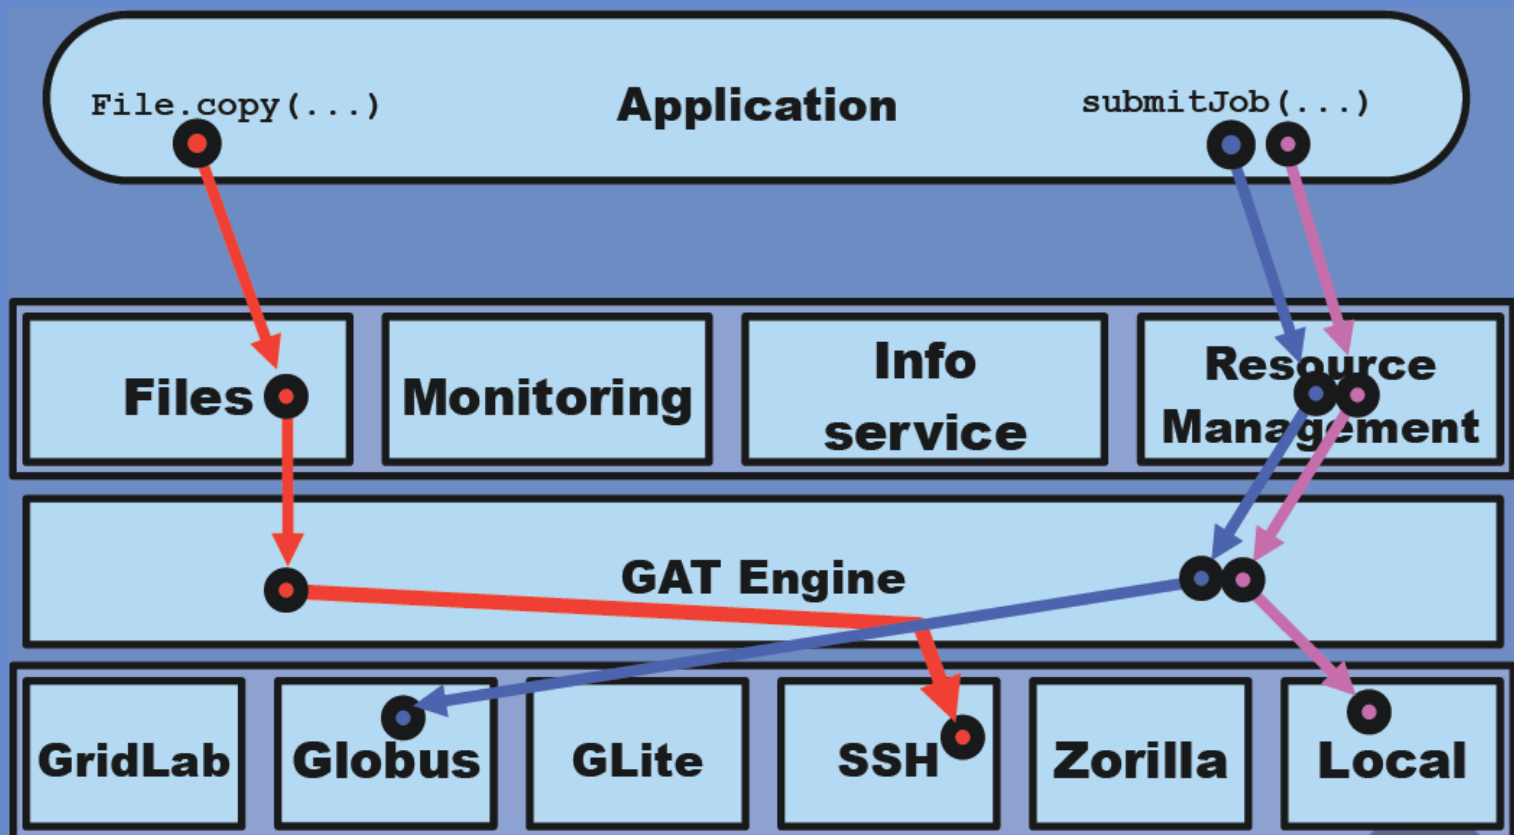 File.copy(...)
Application
submitJob(...)
Files
Monitoring
Info
service
Resource
Management
GAT Engine
GridLab
Globus
GLite
SSH
Zorilla
Local